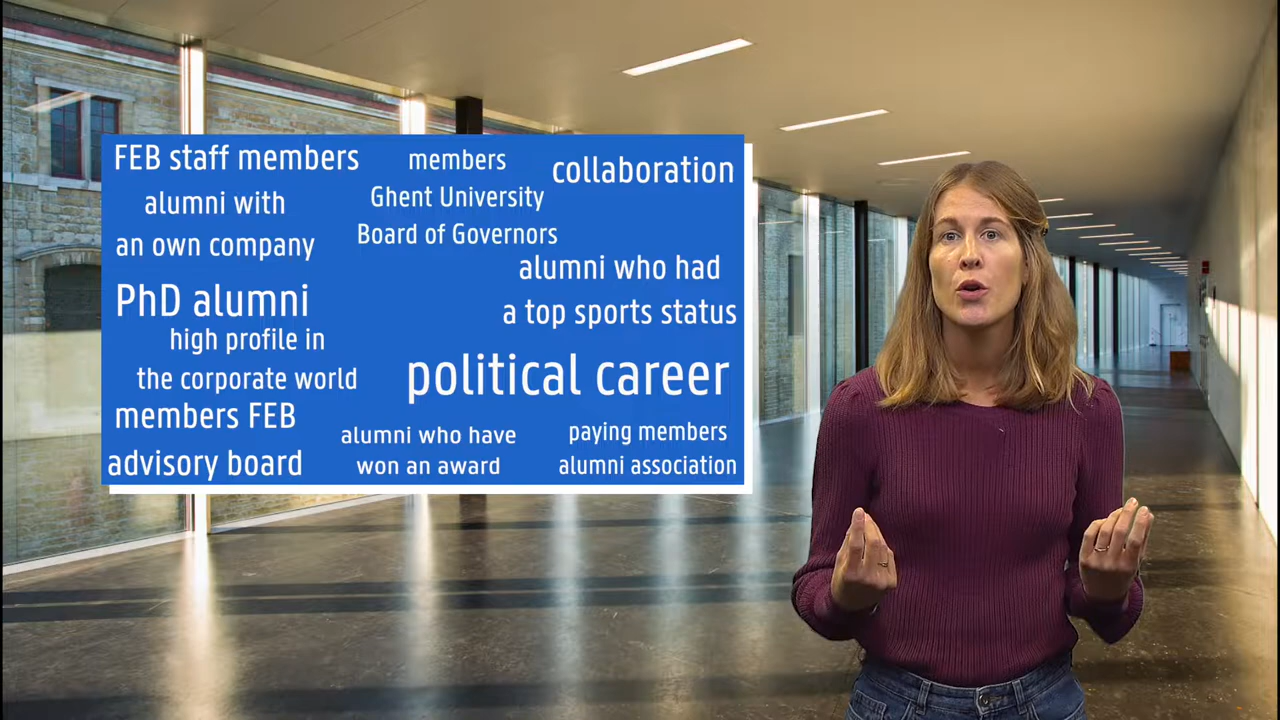 FEB staff members
alumni with
an own company
members
Ghent University
Board of Governors
collaboration
alumni who had
a top sports status
PhD alumni
high profile in
the corporate world
political career
members FEB
advisory board
alumni who have
won an award
paying members
alumni association